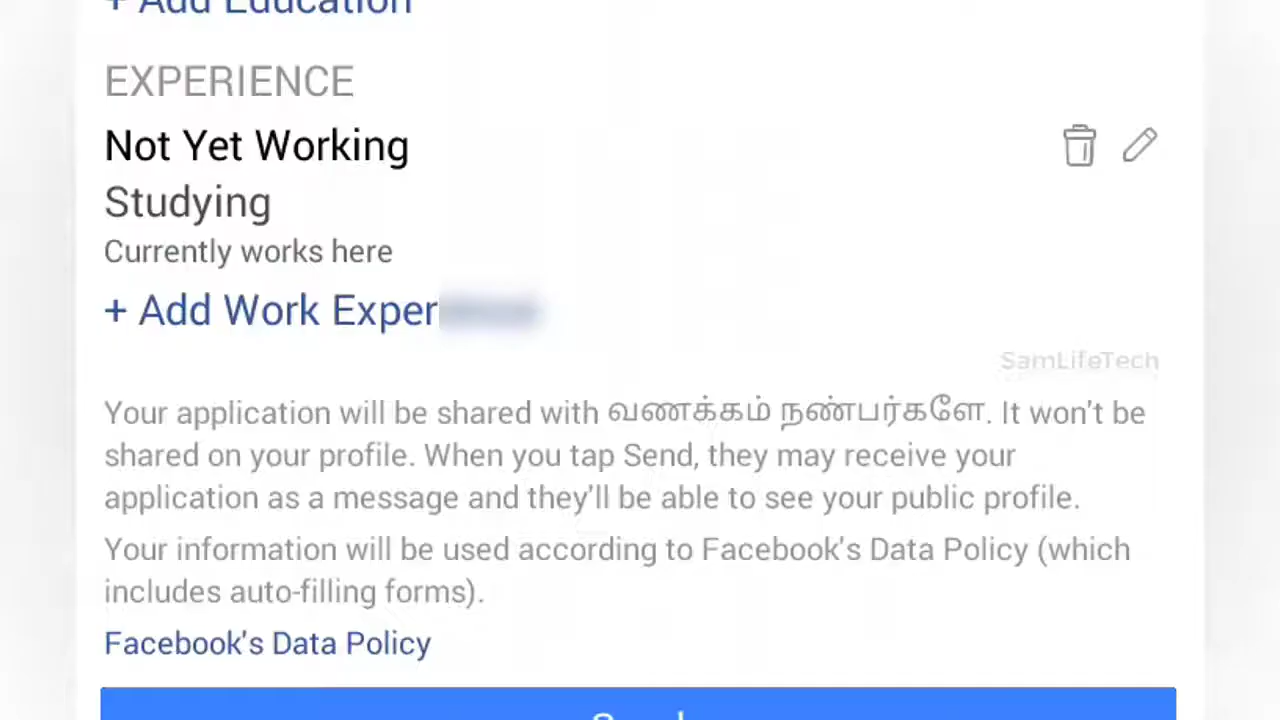 + Add Education
EXPERIENCE
Not Yet Working
Studying
Currently works here
+ Add Work
SamLifeTech
Your application will be shared with வணக்கம் நண்பர்களே. It won't be
shared on your profile. When you tap Send, they may receive your
application as a message and they'll be able to see your public profile.
Your information will be used according to Facebook's Data Policy (which
includes auto-filling forms).
Facebook's Data Policy